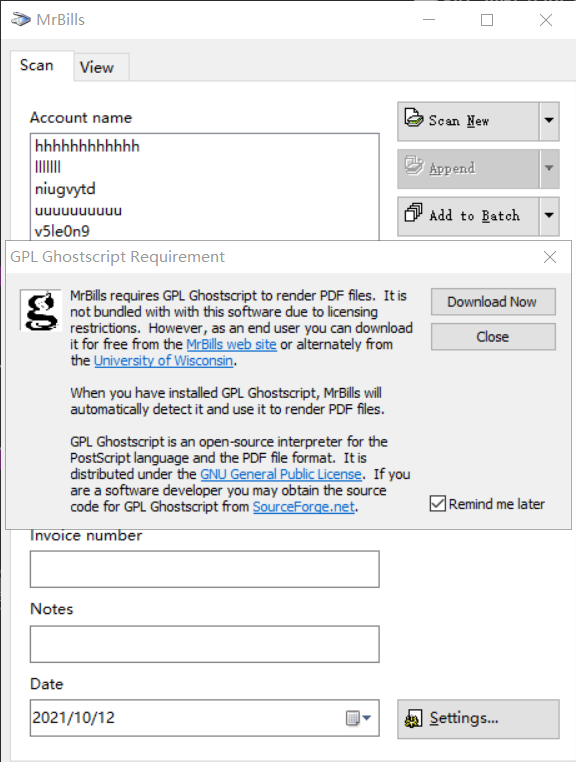 MrBills
Scan
View
Account name
hhhhhhhhhhhh
lllllll
niugvytd
uuuuuuuuuu
v5le0n9
Scan New
Append
Add to Batch
GPL Ghostscript Requirement
MrBills requires GPL Ghostscript to render PDF files. It is
not bundled with with this software due to licensing
restrictions. However, as an end user you can download
it for free from the MrBills web site or alternately from
the University of Wisconsin.
When you have installed GPL Ghostscript, MrBills will
automatically detect it and use it to render PDF files.
GPL Ghostscript is an open-source interpreter for the
PostScript language and the PDF file format. It is
distributed under the GNU General Public License. If you
are a software developer you may obtain the source
code for GPL Ghostscript from SourceForge.net.
Download Now
Close
Remind me later
Invoice number
Notes
Date
2021/10/12
Settings...